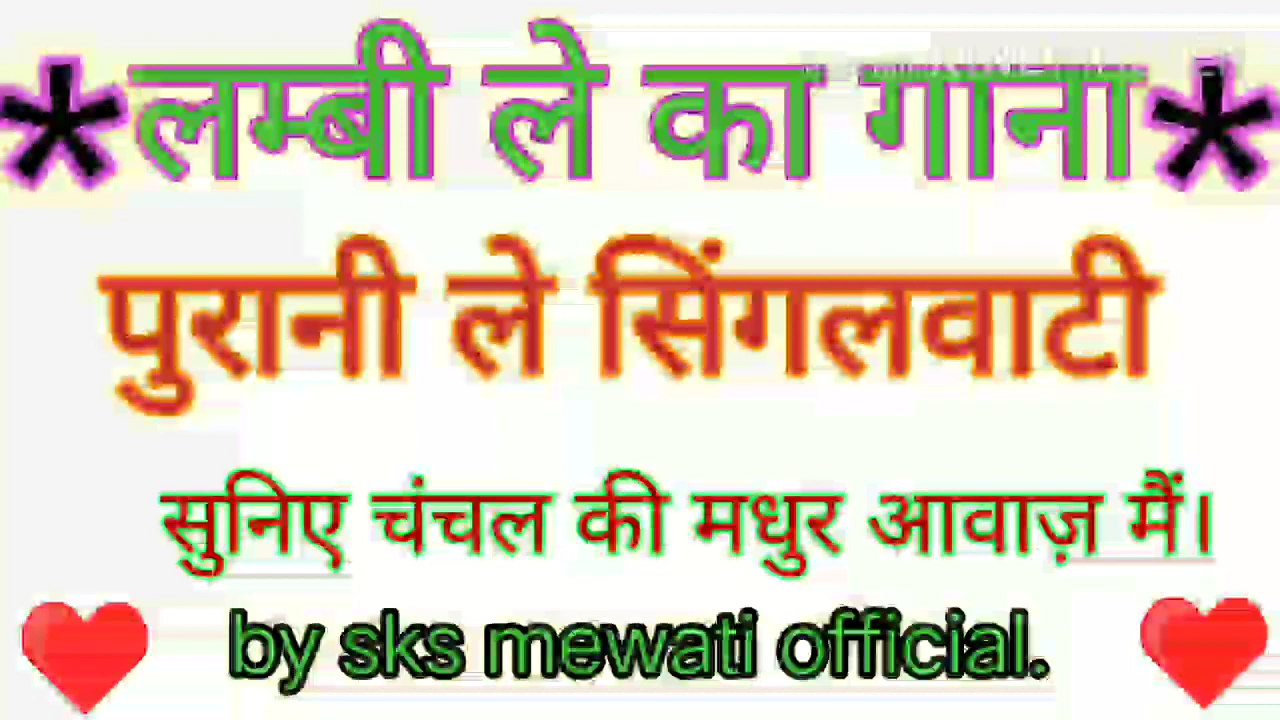 *लम्बी ले का गाना*
पुरानी ले सिंगलवाटी
सुनिए चंचल की मधुर आवाज़ मैं।
by sks mewati official.